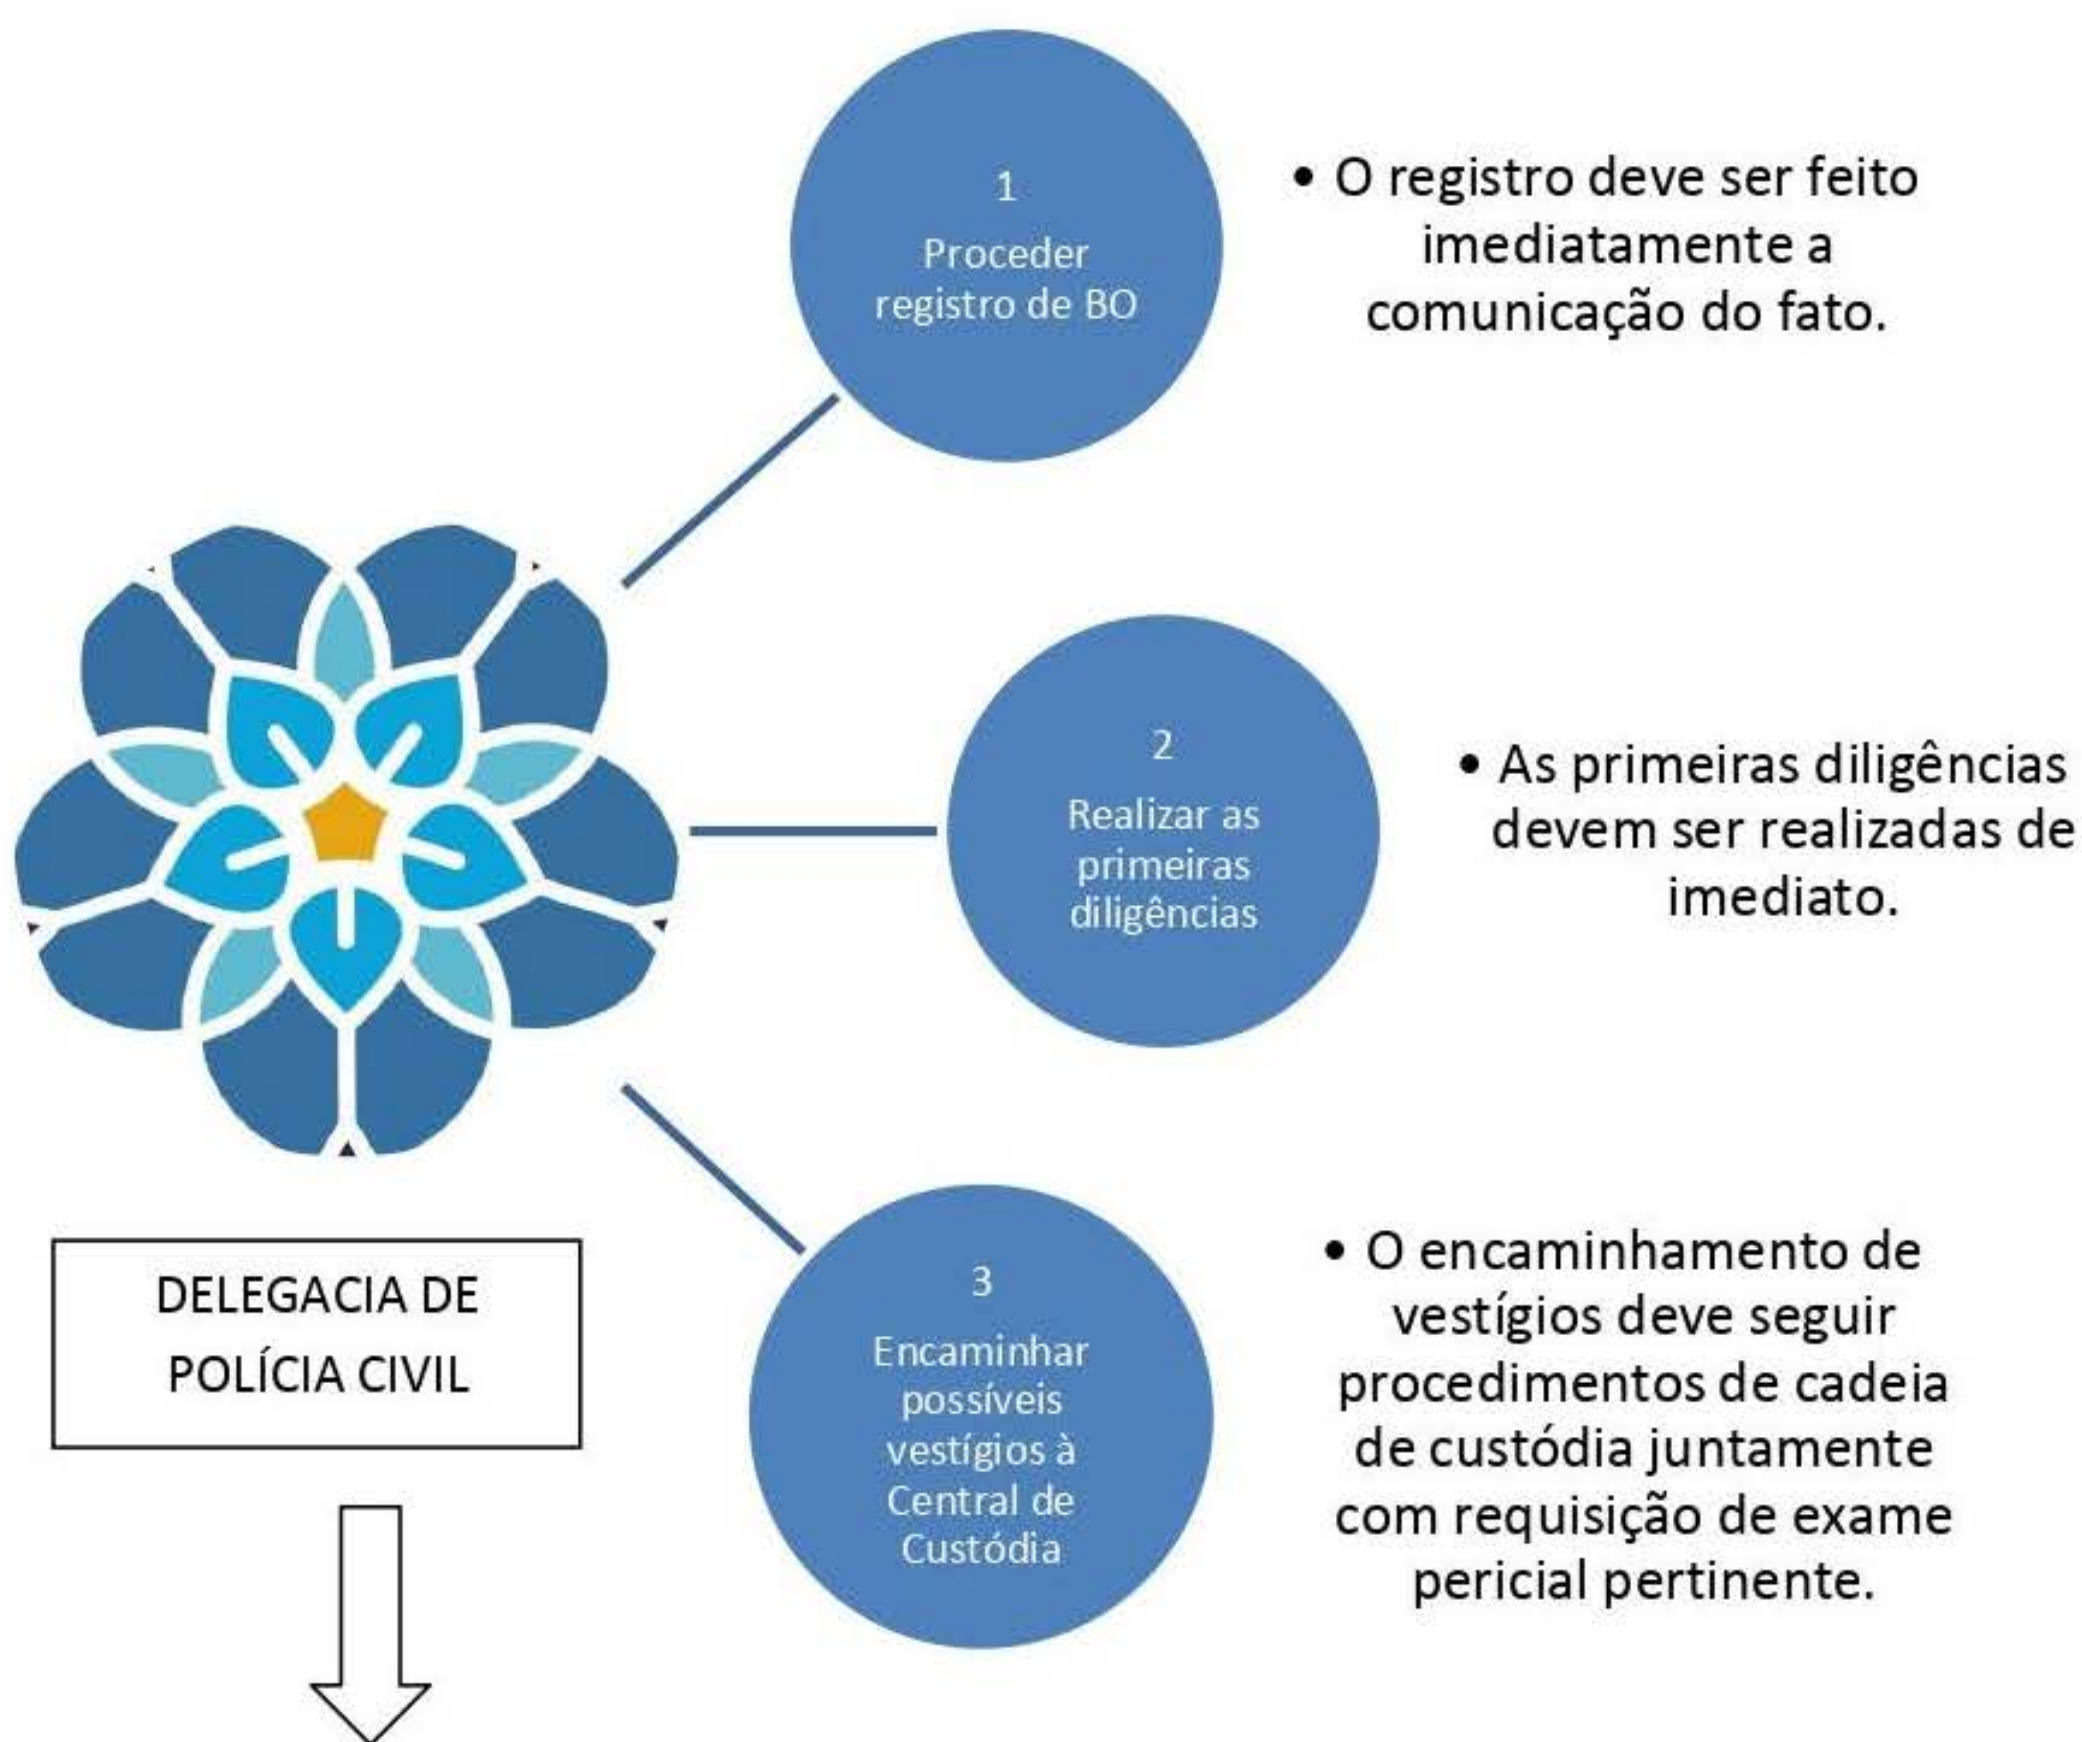 1
Proceder
registro de BO
• O registro deve ser feito
imediatamente a
comunicação do fato.
2
Realizar as
primeiras
diligências
• As primeiras diligências
devem ser realizadas de
imediato.
DELEGACIA DE
POLÍCIA CIVIL
3
Encaminhar
possíveis
vestígios à
Central de
Custódia
• O encaminhamento de
vestígios deve seguir
procedimentos de cadeia
de custódia juntamente
com requisição de exame
pericial pertinente.